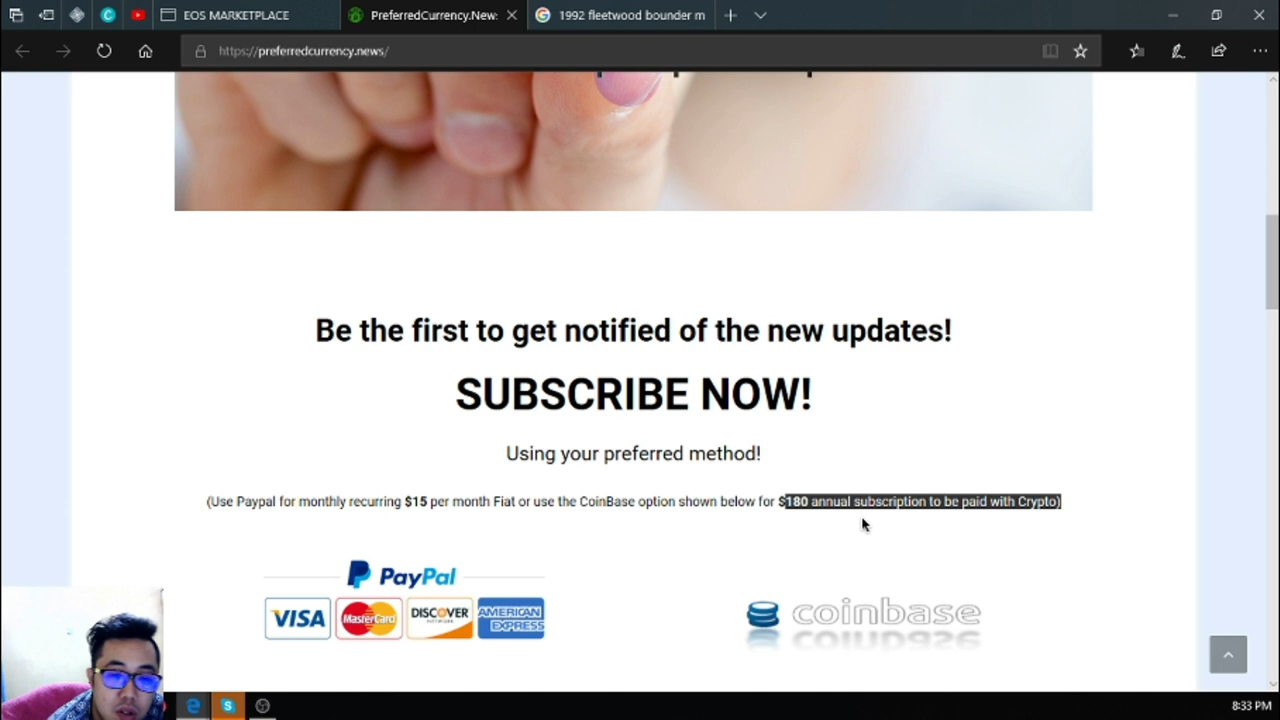 EOS MARKETPLACE
PreferredCurrency.News:
1992 fleetwood bounder m
https://preferredcurrency.news/
Be the first to get notified of the new updates!
SUBSCRIBE NOW!
Using your preferred method!
(Use Paypal for monthly recurring $15 per month Fiat or use the CoinBase option shown below for $180 annual subscription to be paid with Crypto)
PayPal
VISA
MasterCard
DISCOVER
NETWORK
AMERICAN
EXPRESS
coinbase
8:33 PM